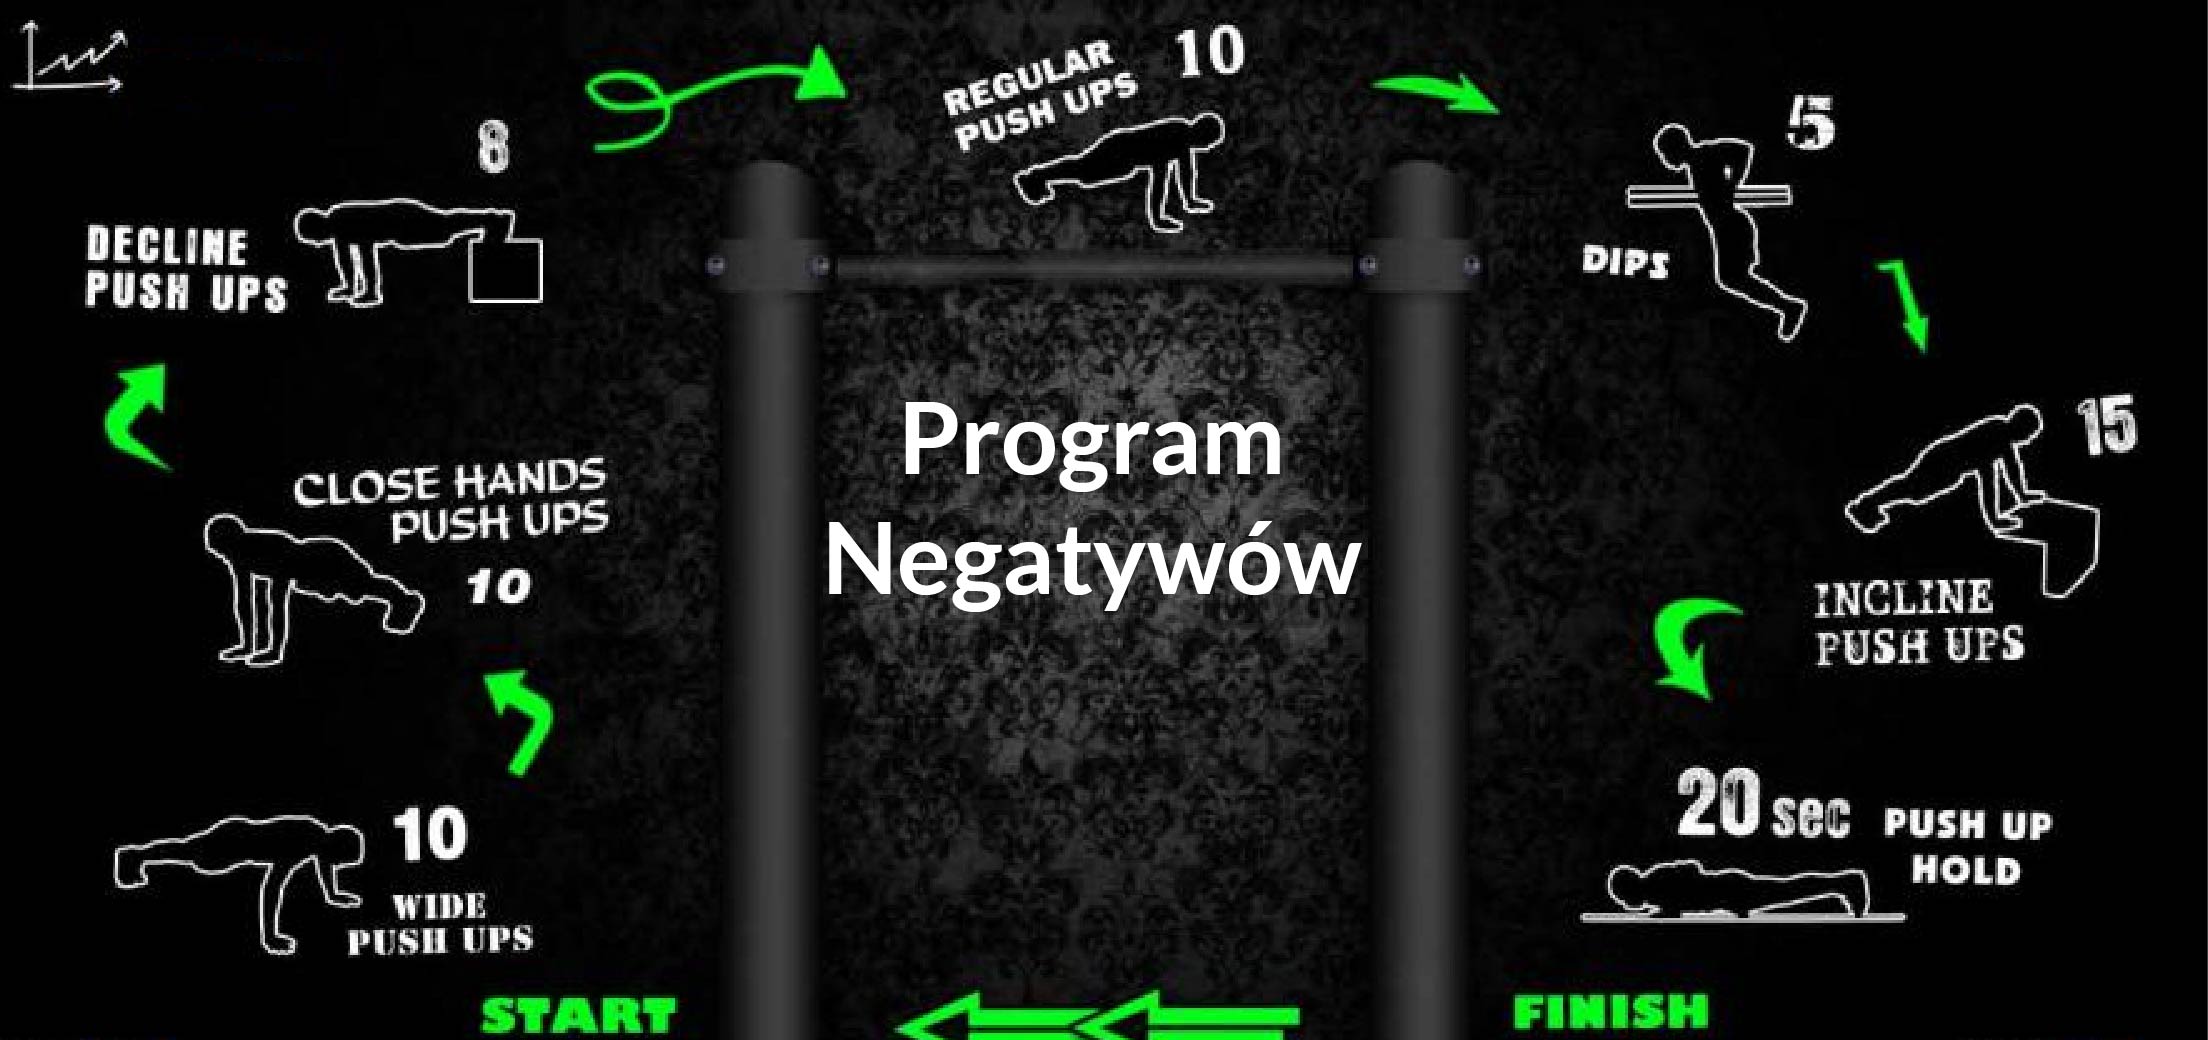 REGULAR
PUSH UPS
10
5
8
DECLINE
PUSH UPS
DIPS
Program
Negatywów
15
CLOSE HANDS
PUSH UPS
10
INCLINE
PUSH UPS
10
WIDE
PUSH UPS
20 sec PUSH UP
HOLD
START
FINISH